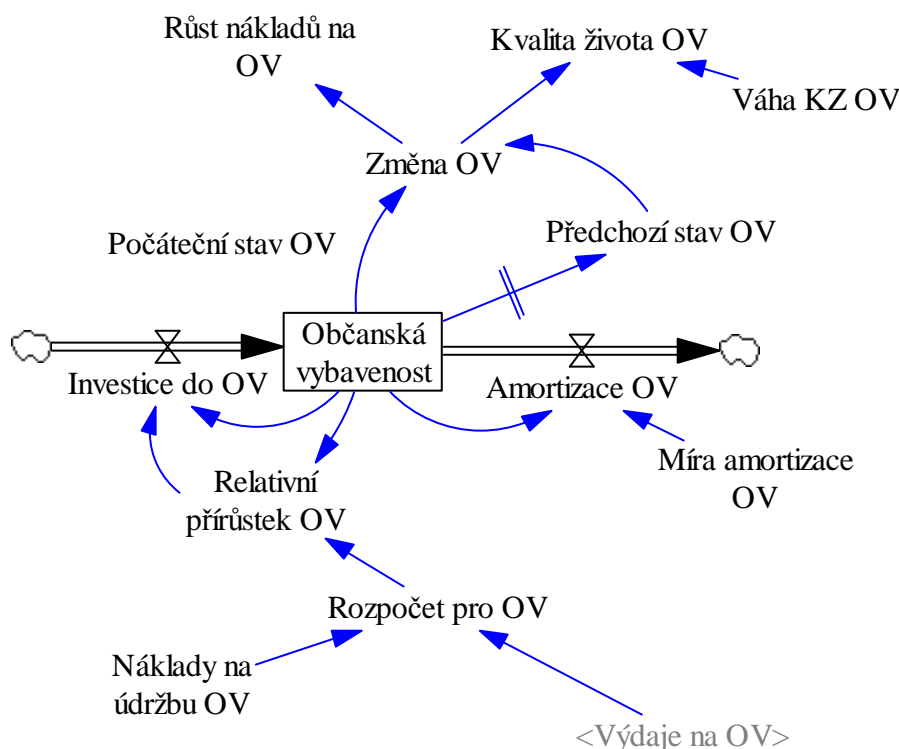 Růst nákladů na
OV
Kvalita života OV
Váha KZ OV
Změna OV
Počáteční stav OV
Předchozí stav OV
Občanská
vybavenost
Investice do OV
Amortizace OV
Relativní
přírůstek OV
Míra amortizace
OV
Rozpočet pro OV
Náklady na
údržbu OV
<Výdaje na OV>